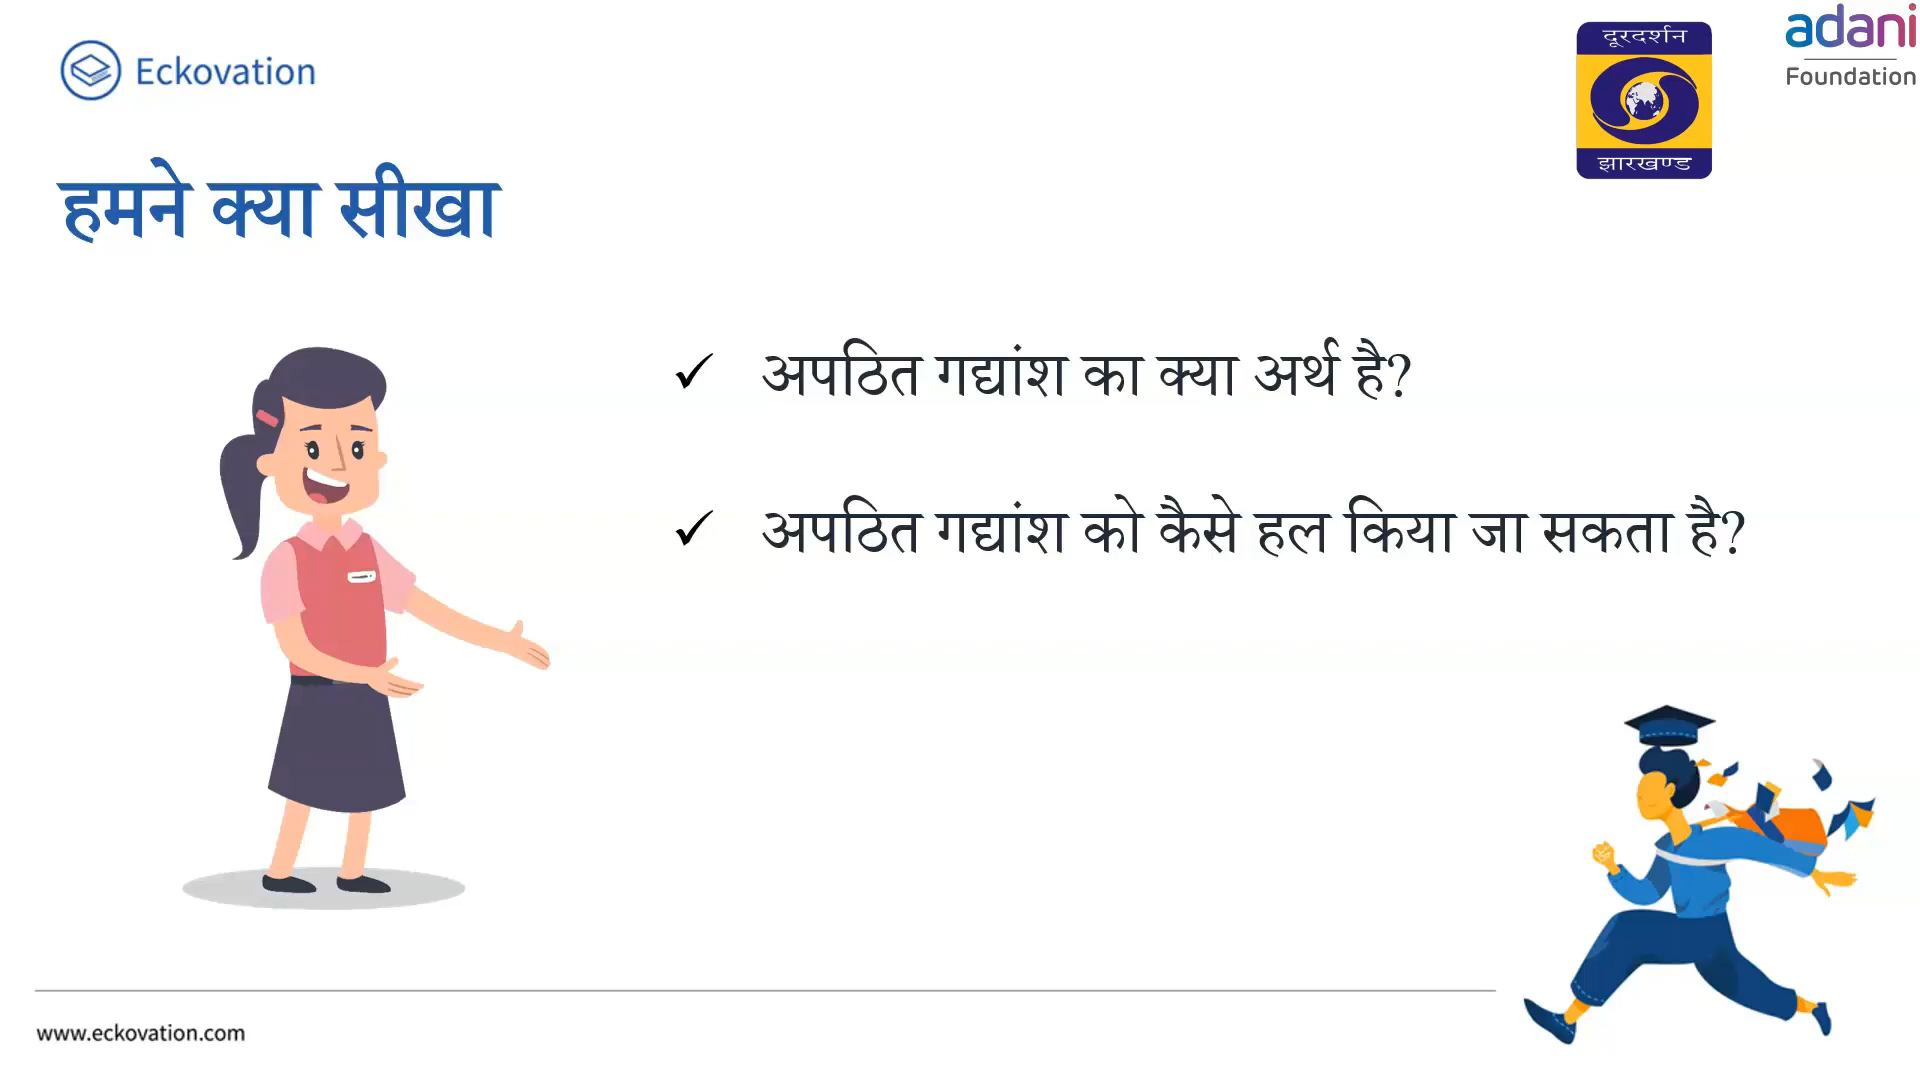 Eckovation
दूरदर्शन
झारखण्ड
adani
Foundation
हमने क्या सीखा
✓ अपठित गद्यांश का क्या अर्थ है?
✓ अपठित गद्यांश को कैसे हल किया जा सकता है?
www.eckovation.com